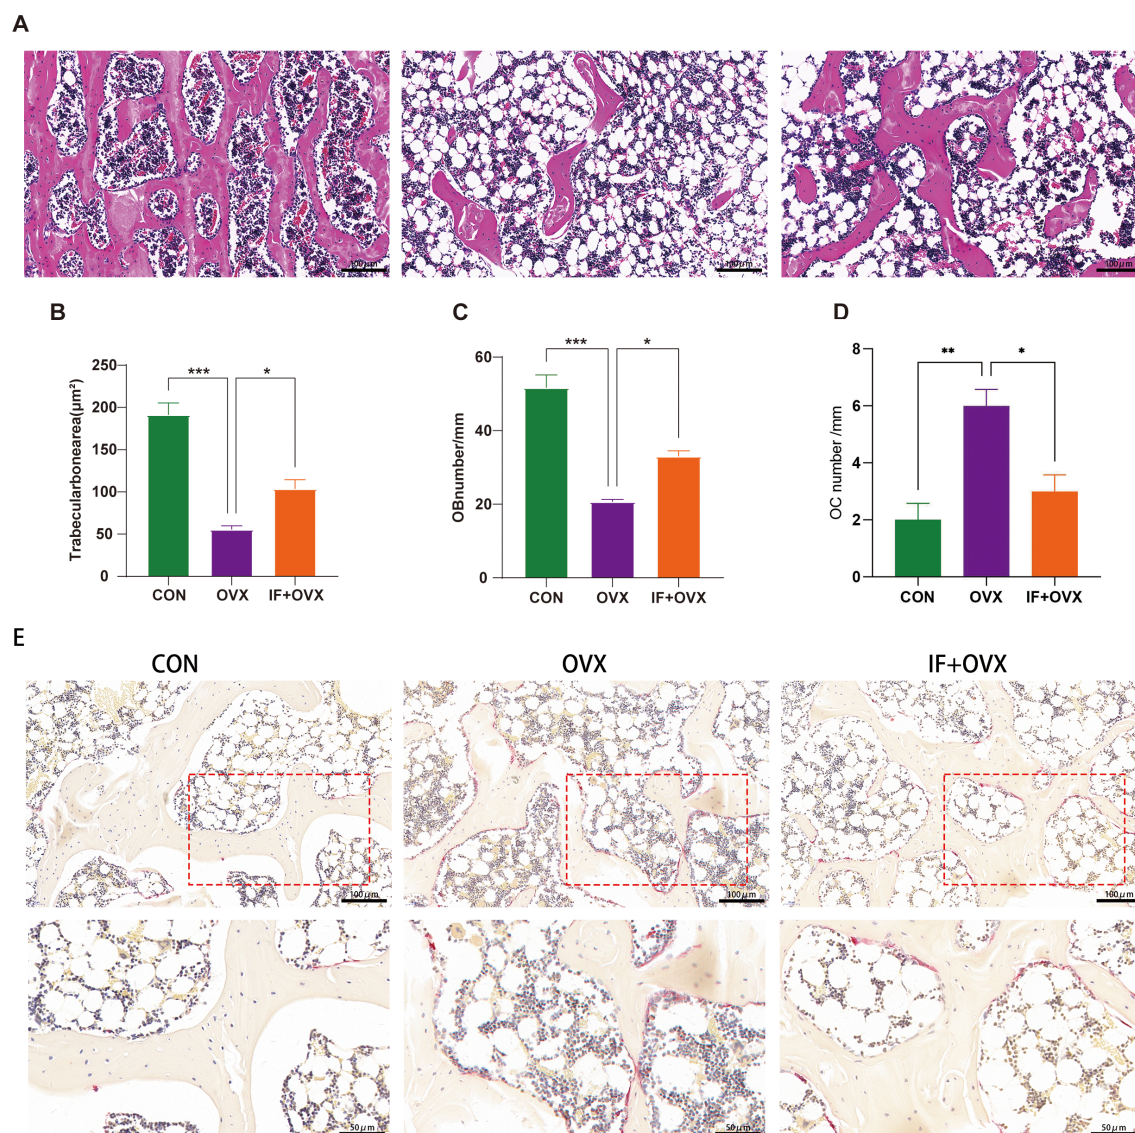 A
100μm
100μm
100μm
B
Trabecularbonearea(μm²)
250
200
150
100
50
0
***
*
CON
OVX
IF+OVX
C
OBnumber/mm
60
40
20
0
***
*
CON
OVX
IF+OVX
D
OC number /mm
8
6
4
2
0
**
*
CON
OVX
IF+OVX
E
CON
OVX
IF+OVX
100μm
100μm
100μm
50μm
50μm
50μm